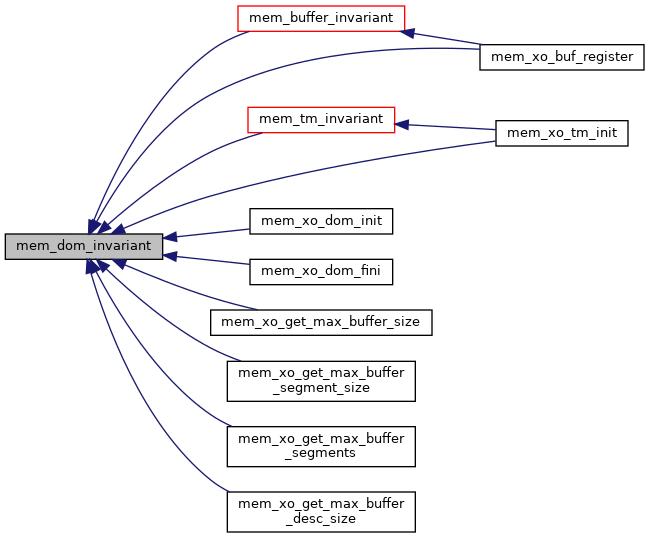 mem_buffer_invariant
mem_xo_buf_register
mem_tm_invariant
mem_xo_tm_init
mem_xo_dom_init
mem_dom_invariant
mem_xo_dom_fini
mem_xo_get_max_buffer_size
mem_xo_get_max_buffer
_segment_size
mem_xo_get_max_buffer
_segments
mem_xo_get_max_buffer
_desc_size